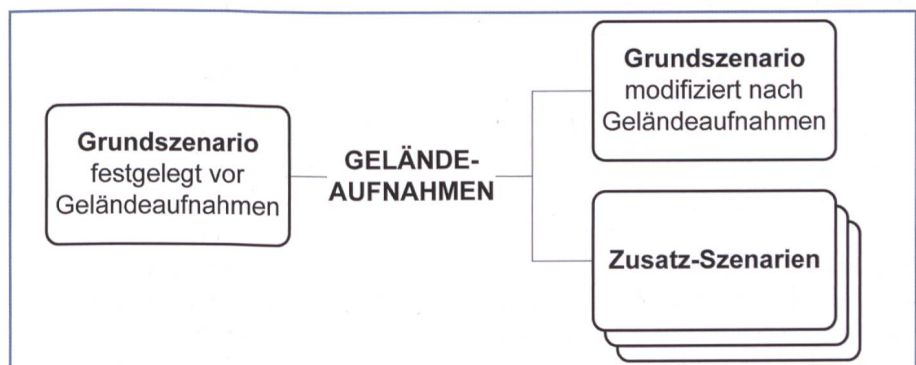 Grundszenario
festgelegt vor
Geländeaufnahmen
GELÄNDE-
AUFNAHMEN
Grundszenario
modifiziert nach
Geländeaufnahmen
Zusatz-Szenarien